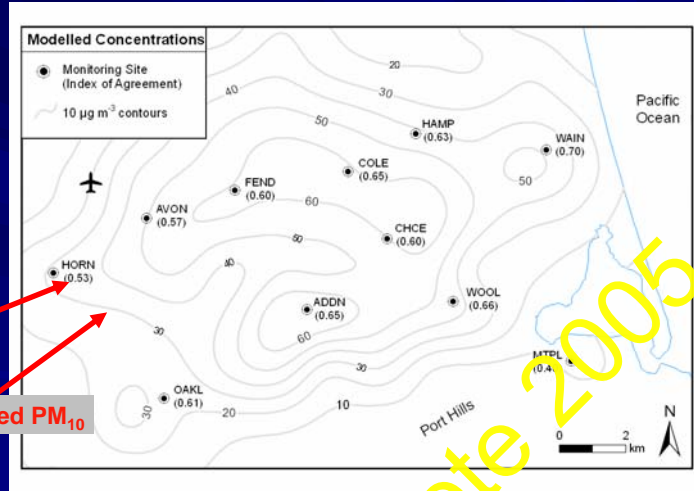 Modelled Concentrations
Monitoring Site
(Index of Agreement)
10 µg m⁻³ contours
20
30
40
50
HAMP
(0.63)
WAIN
(0.70)
50
Pacific
Ocean
COLE
(0.65)
FEND
(0.60)
60
AVON
(0.57)
CHCE
(0.60)
50
40
HORN
(0.53)
ADDN
(0.65)
WOOL
(0.66)
60
30
30
MTPL
OAKL
(0.61)
30
20
10
Port Hills
N
0 2
km
ed PM₁₀
2005